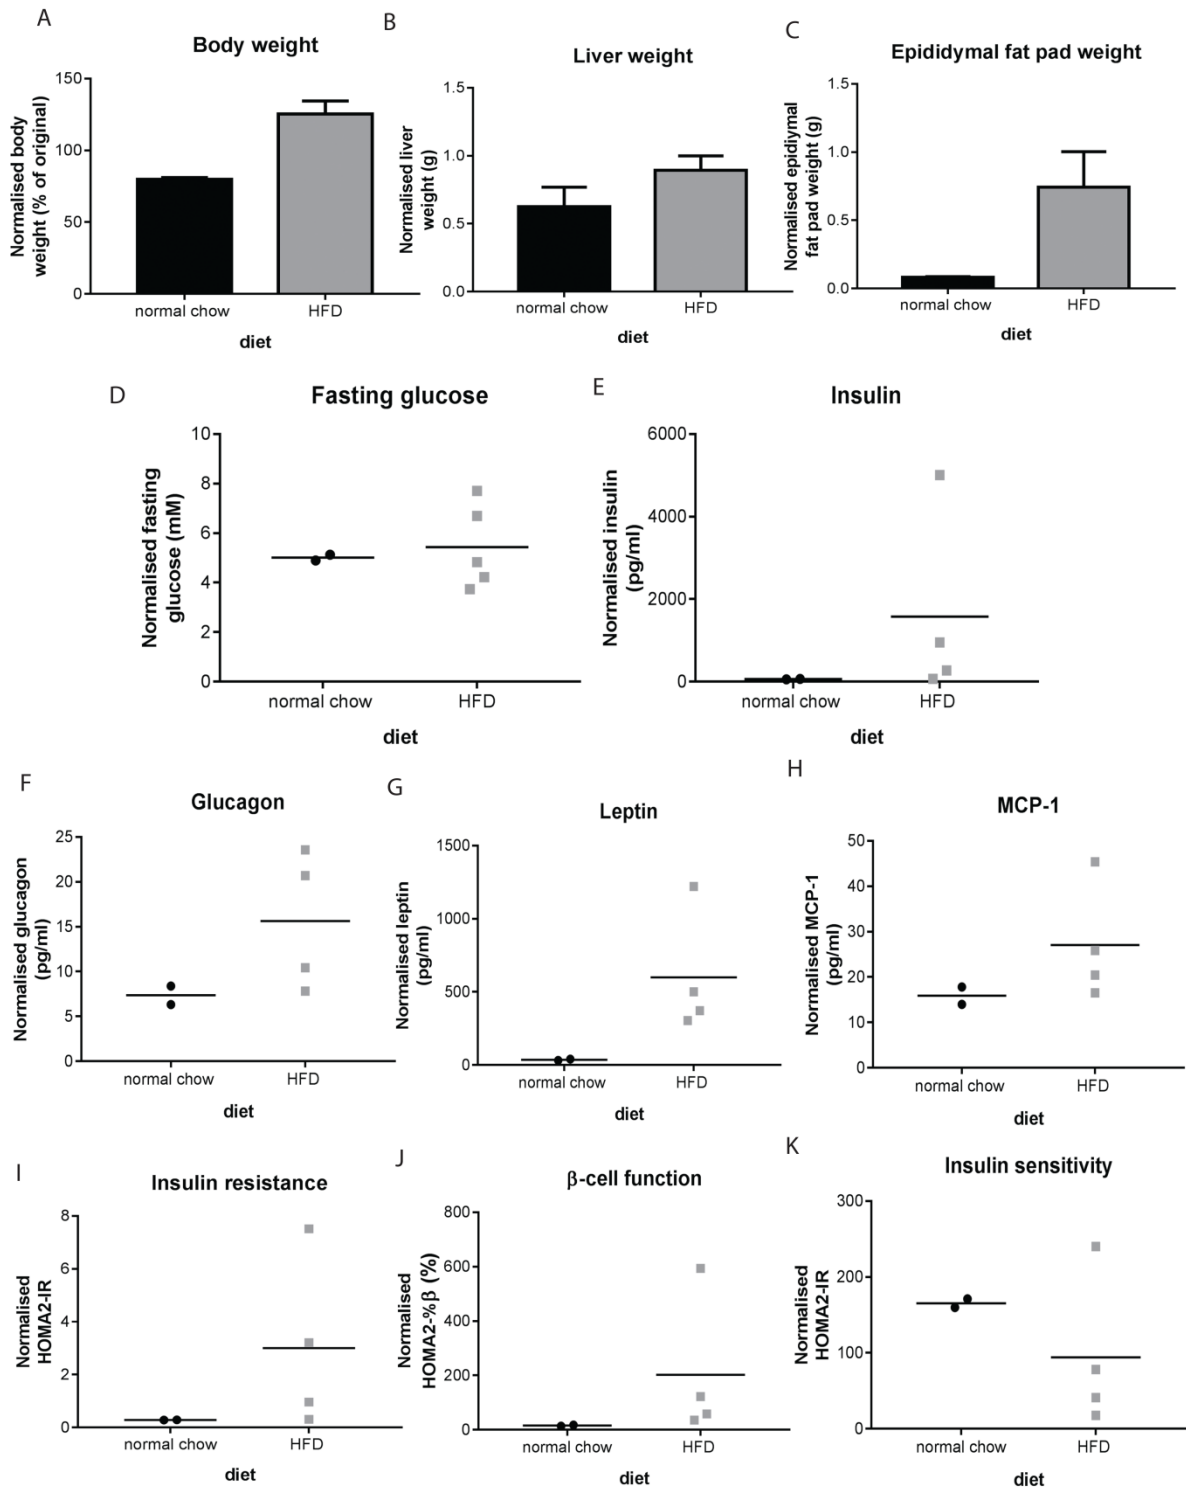 A
Body weight
Normalised body
weight (% of original)
150
100
50
0
normal chow
HFD
diet
B
Liver weight
Normalised liver
weight (g)
1.5
1.0
0.5
0.0
normal chow
HFD
diet
C
Epididymal fat pad weight
Normalised epidiymal
fat pad weight (g)
1.5
1.0
0.5
0.0
normal chow
HFD
diet
D
Fasting glucose
Normalised fasting
glucose (mM)
10
8
6
4
2
0
normal chow
HFD
diet
E
Insulin
Normalised insulin
(pg/ml)
6000
4000
2000
0
normal chow
HFD
diet
F
Glucagon
Normalised glucagon
(pg/ml)
25
20
15
10
5
0
normal chow
HFD
diet
G
Leptin
Normalised leptin
(pg/ml)
1500
1000
500
0
normal chow
HFD
diet
H
MCP-1
Normalised MCP-1
(pg/ml)
50
40
30
20
10
0
normal chow
HFD
diet
I
Insulin resistance
Normalised
HOMA2-IR
8
6
4
2
0
normal chow
HFD
diet
J
β-cell function
Normalised
HOMA2-%β (%)
800
600
400
200
0
normal chow
HFD
diet
K
Insulin sensitivity
Normalised
HOMA2-IR
300
200
100
0
normal chow
HFD
diet